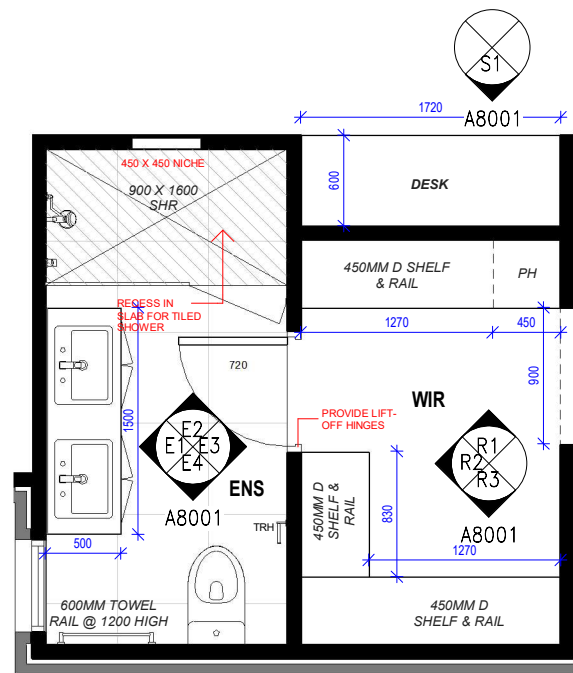 S1
A8001
1720
600
DESK
450 X 450 NICHE
900 X 1600
SHR
450MM D SHELF
& RAIL
PH
RECESS IN
SLAB FOR TILED
SHOWER
1270
450
720
900
WIR
PROVIDE LIFT-
OFF HINGES
1500
E2
E1 E3
E4
A8001
ENS
R1
R2
R3
A8001
450MM D
SHELF &
RAIL
830
1270
TRH
500
600MM TOWEL
RAIL @ 1200 HIGH
450MM D
SHELF & RAIL